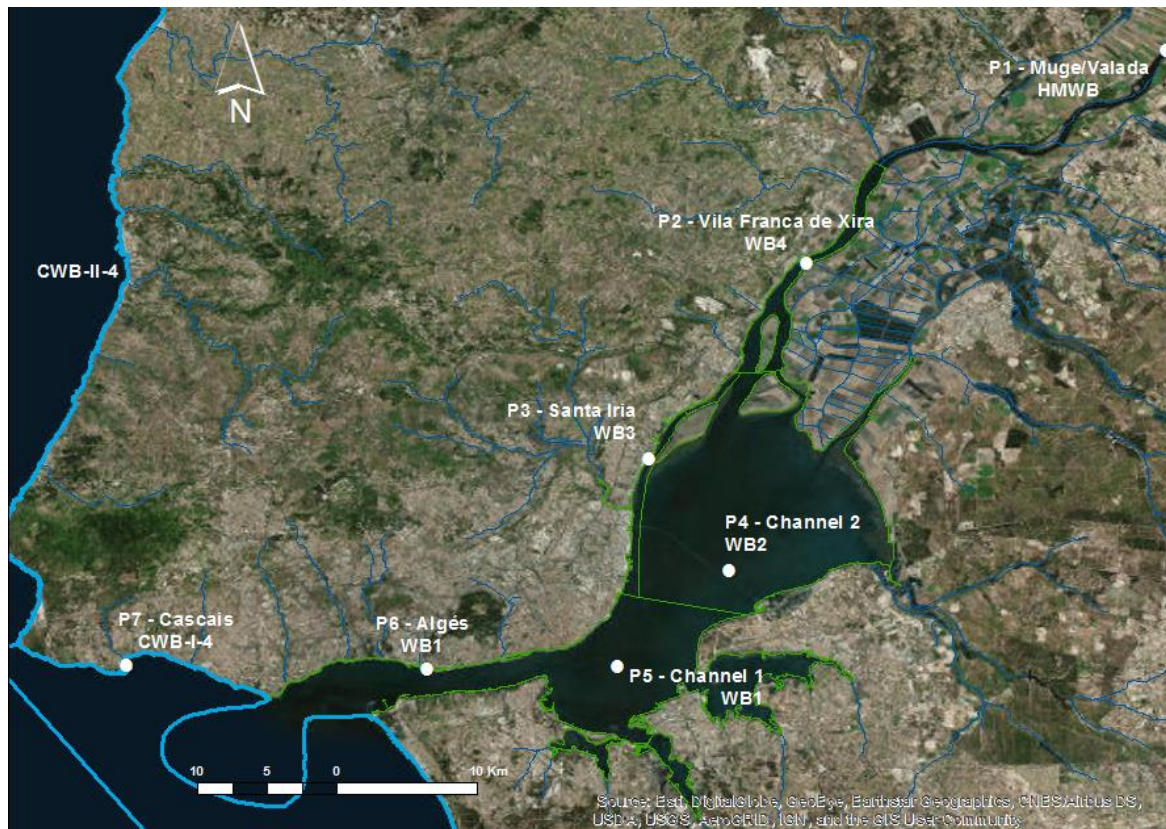 N
P1 - Muge/Valada
HMWB
P2 - Vila Franca de Xira
WB4
CWB-II-4
P3 - Santa Iria
WB3
P4 - Channel 2
WB2
P7 - Cascais
CWB-I-4
P6 - Algés
WB1
P5 - Channel 1
WB1
10 5 0 10 Km
Source: Esri, DigitalGlobe, GeoEye, Earthstar Geographics, CNES/Airbus DS,
USDA, USGS, AeroGRID, IGN, and the GIS User Community